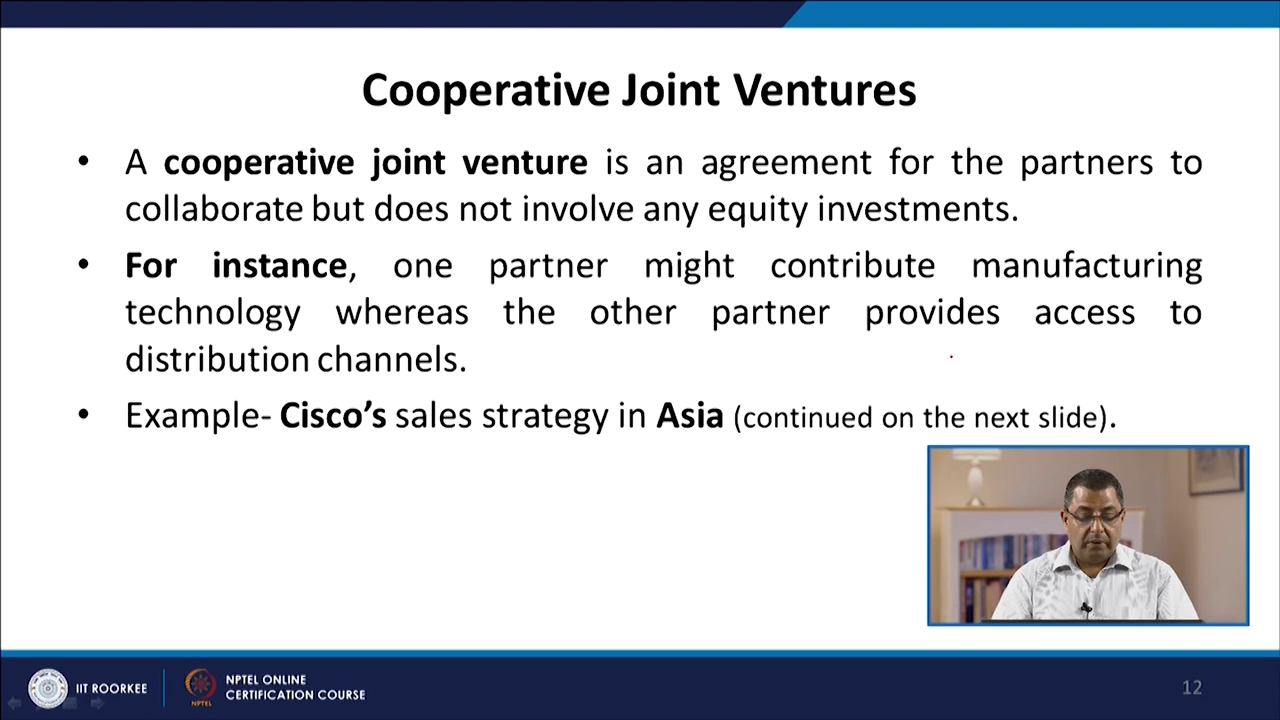 Cooperative Joint Ventures
• A cooperative joint venture is an agreement for the partners to
collaborate but does not involve any equity investments.
• For instance, one partner might contribute manufacturing
technology whereas the other partner provides access to
distribution channels.
• Example- Cisco’s sales strategy in Asia (continued on the next slide).
IIT ROORKEE
NPTEL
NPTEL ONLINE
CERTIFICATION COURSE
12